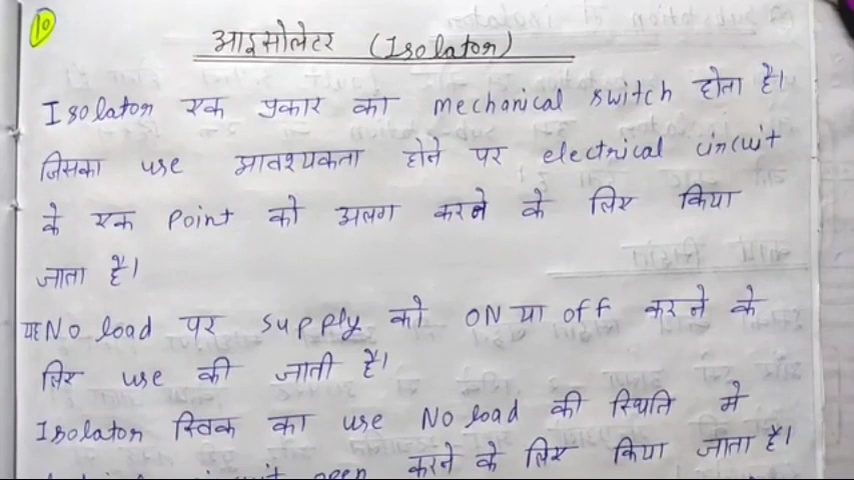 10
आइसोलेटर (Isolator)
Isolator एक प्रकार का mechanical switch होता है।
जिसका use आवश्यकता होने पर electrical circuit
के एक Point को अलग करने के लिए किया
जाता है।
यह No load पर supply को ON या off करने के
लिए use की जाती है।
Isolator स्विक का use No load की स्थिति मे
open करने के लिए किया जाता है।